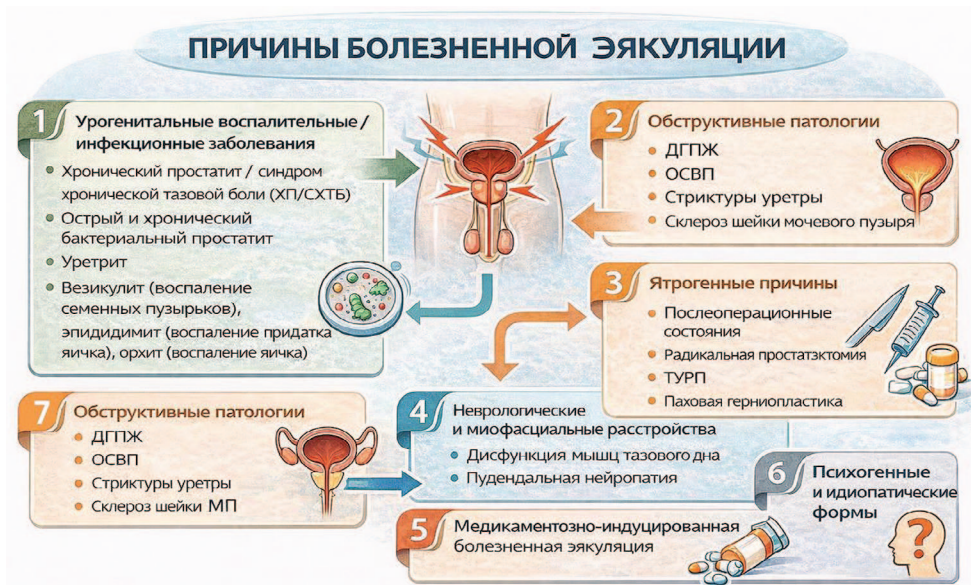 ПРИЧИНЫ БОЛЕЗНЕННОЙ ЭЯКУЛЯЦИИ
1
Урогенитальные воспалительные /
инфекционные заболевания
• Хронический простатит / синдром
хронической тазовой боли (ХП/СХТБ)
• Острый и хронический
бактериальный простатит
• Уретрит
• Везикулит (воспаление
семенных пузырьков),
эпидидимит (воспаление придатка
яичка), орхит (воспаление яичка)
2
Обструктивные патологии
• ДГПЖ
• ОСВП
• Стриктуры уретры
• Склероз шейки мочевого пузыря
3
Ятрогенные причины
• Послеоперационные
состояния
• Радикальная простатэктомия
• ТУРП
• Паховая герниопластика
4
Неврологические
и миофасциальные расстройства
• Дисфункция мышц тазового дна
• Пудендальная нейропатия
5
Медикаментозно-индуцированная
болезненная эякуляция
6
Психогенные
и идиопатические
формы
?
7
Обструктивные патологии
• ДГПЖ
• ОСВП
• Стриктуры уретры
• Склероз шейки МП